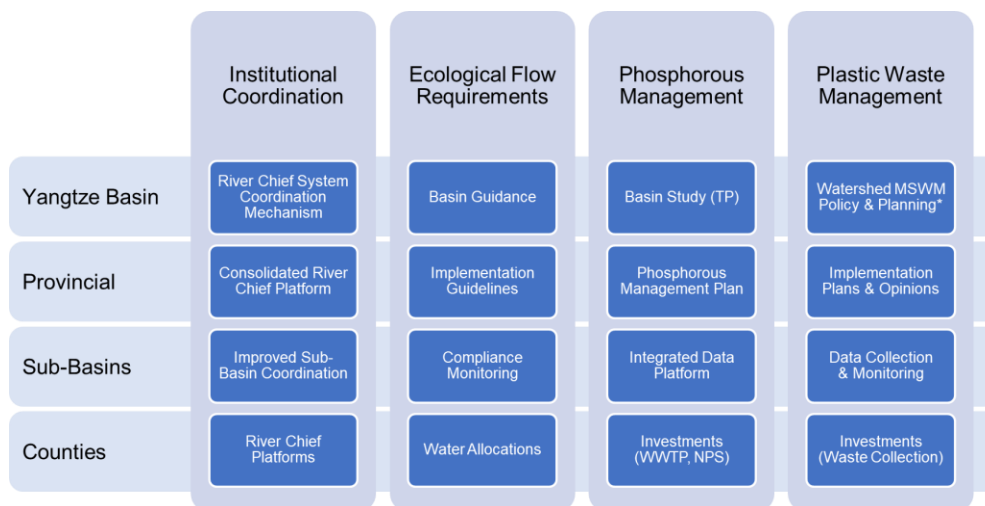 Institutional
Coordination
Ecological Flow
Requirements
Phosphorous
Management
Plastic Waste
Management
Yangtze Basin
River Chief System
Coordination
Mechanism
Basin Guidance
Basin Study (TP)
Watershed MSWM
Policy & Planning*
Provincial
Consolidated River
Chief Platform
Implementation
Guidelines
Phosphorous
Management Plan
Implementation
Plans & Opinions
Sub-Basins
Improved Sub-
Basin Coordination
Compliance
Monitoring
Integrated Data
Platform
Data Collection
& Monitoring
Counties
River Chief
Platforms
Water Allocations
Investments
(WWTP, NPS)
Investments
(Waste Collection)